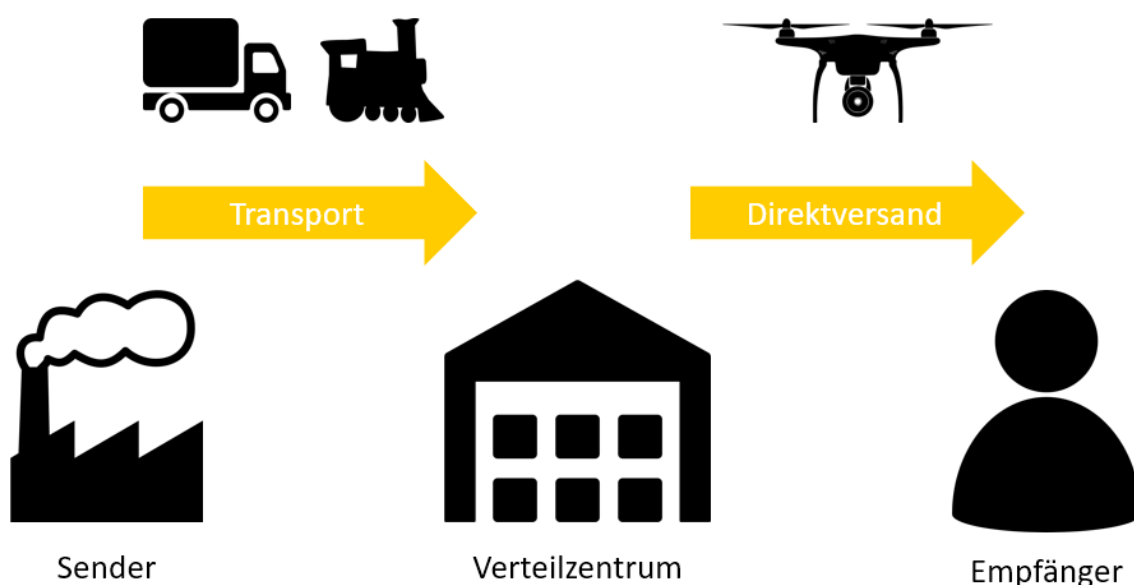 Transport
Direktversand
Sender
Verteilzentrum
Empfänger